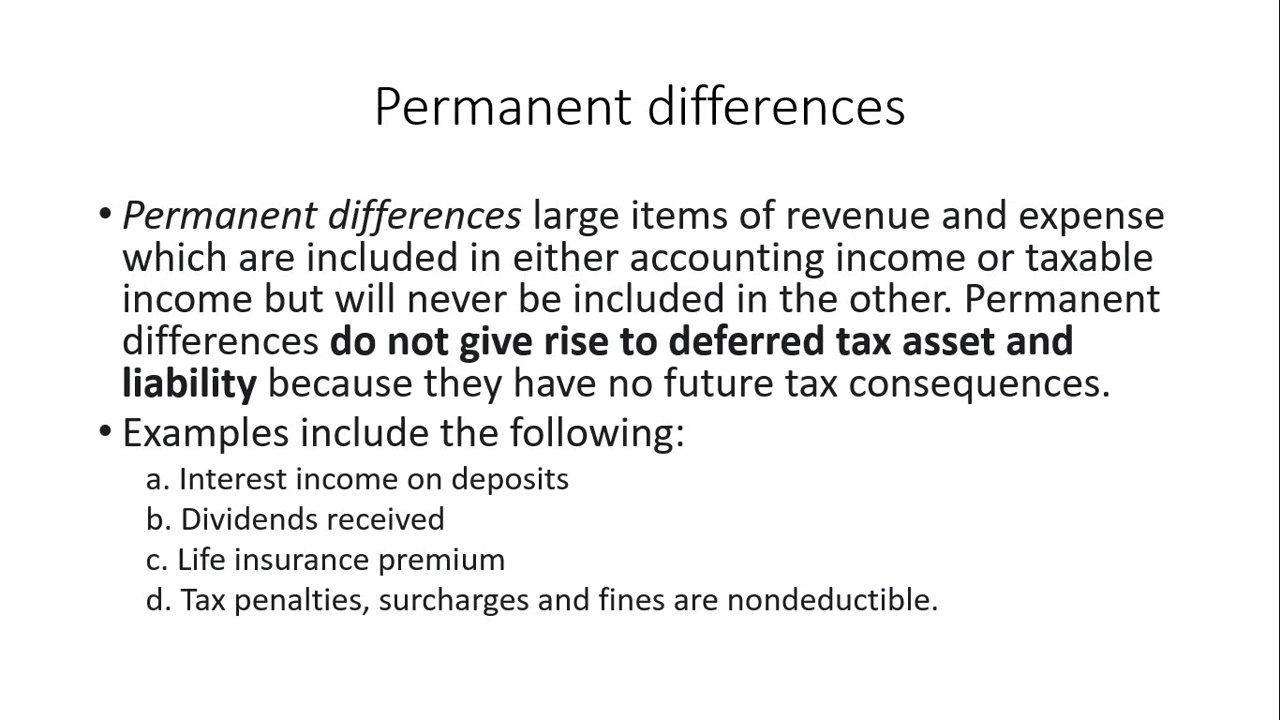 Permanent differences
• Permanent differences large items of revenue and expense
which are included in either accounting income or taxable
income but will never be included in the other. Permanent
differences do not give rise to deferred tax asset and
liability because they have no future tax consequences.
• Examples include the following:
a. Interest income on deposits
b. Dividends received
c. Life insurance premium
d. Tax penalties, surcharges and fines are nondeductible.